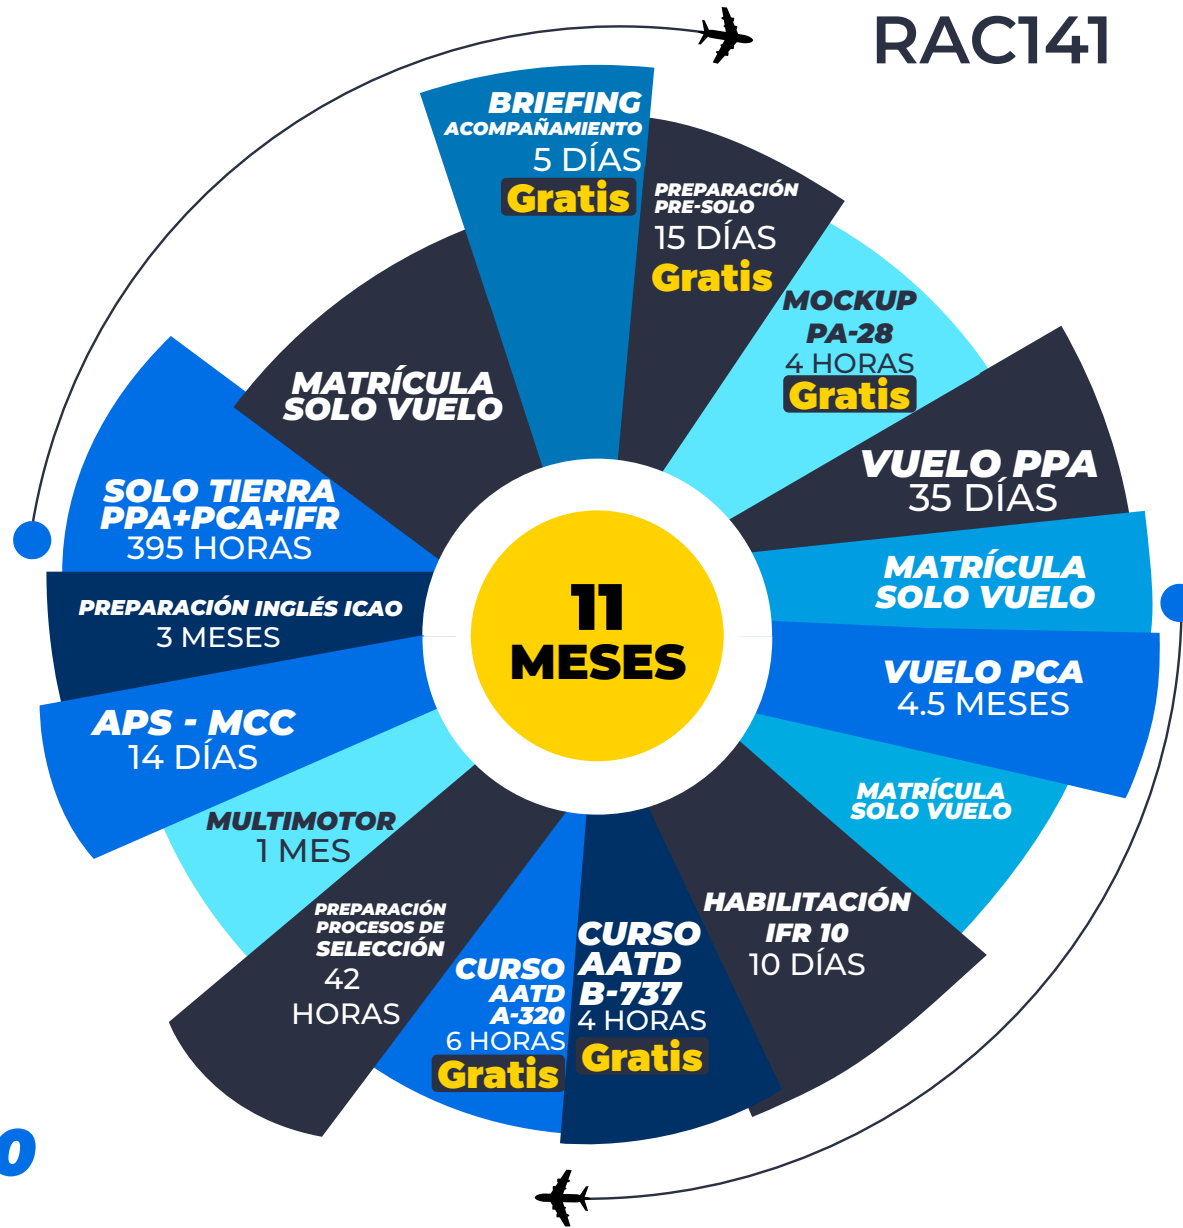 RAC141
BRIEFING
ACOMPAÑAMIENTO
5 DÍAS
Gratis
PREPARACIÓN
PRE-SOLO
15 DÍAS
Gratis
MOCKUP
PA-28
4 HORAS
Gratis
VUELO PPA
35 DÍAS
MATRÍCULA
SOLO VUELO
VUELO PCA
4.5 MESES
MATRÍCULA
SOLO VUELO
HABILITACIÓN
IFR 10
10 DÍAS
CURSO
AATD
B-737
4 HORAS
Gratis
CURSO
AATD
A-320
6 HORAS
Gratis
PREPARACIÓN
PROCESOS DE
SELECCIÓN
42
HORAS
MULTIMOTOR
1 MES
APS - MCC
14 DÍAS
PREPARACIÓN INGLÉS ICAO
3 MESES
SOLO TIERRA
PPA+PCA+IFR
395 HORAS
MATRÍCULA
SOLO VUELO
11
MESES